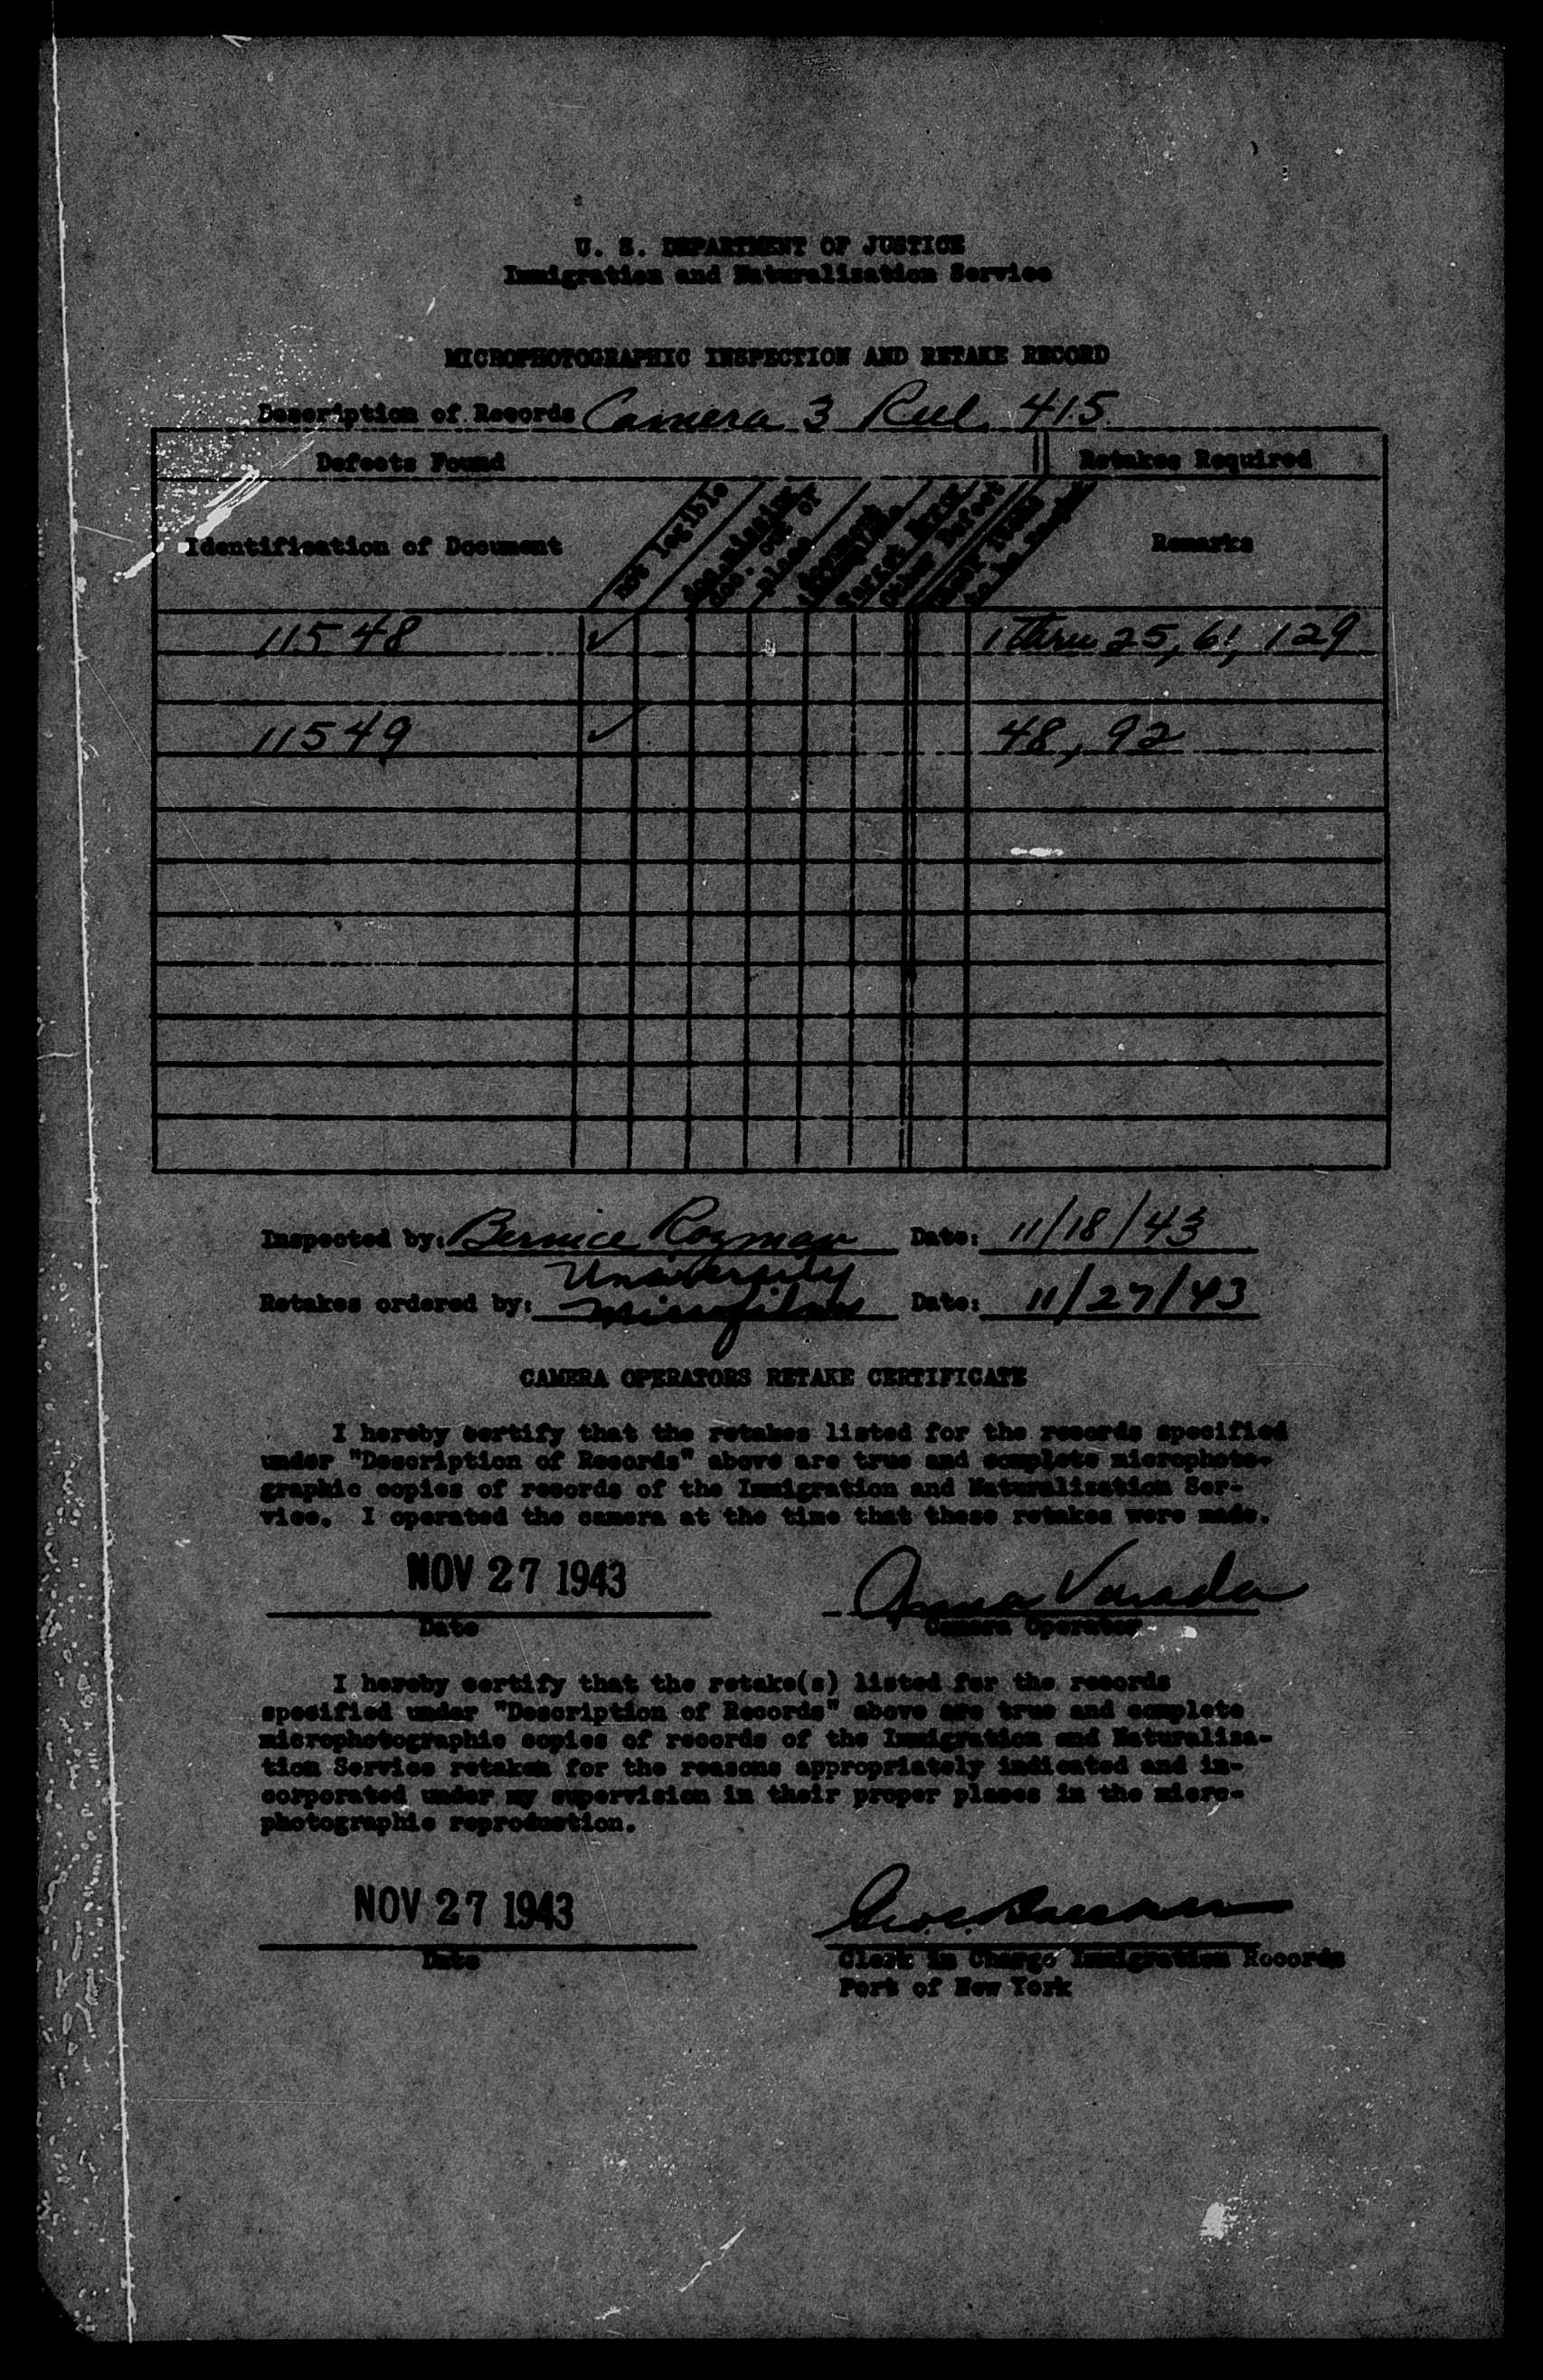 U. S. DEPARTMENT OF JUSTICE
Immigration and Naturalization Service
MICROPHOTOGRAPHIC INSPECTION AND RETAKE RECORD
Description of Records Camera 3 Reel 415
Defects Found Retakes Required
Identification of Document not legible Remarks
11548 ✓ 1 thru 25, 61, 129
11549 ✓ 48, 92
Inspected by: Bernice Rozman Date: 11/18/43
University
Retakes ordered by: Microfilms Date: 11/27/43
CAMERA OPERATORS RETAKE CERTIFICATE
I hereby certify that the retakes listed for the records specified
under "Description of Records" above are true and complete microphoto-
graphic copies of records of the Immigration and Naturalization Ser-
vice. I operated the camera at the time that these retakes were made.
NOV 27 1943 Anna Varada
Date Camera Operator
I hereby certify that the retake(s) listed for the records
specified under "Description of Records" above are true and complete
microphotographic copies of records of the Immigration and Naturaliza-
tion Service retaken for the reasons appropriately indicated and in-
corporated under my supervision in their proper places in the micro-
photographic reproduction.
NOV 27 1943
Date Clerk in Charge Immigration Records
Port of New York